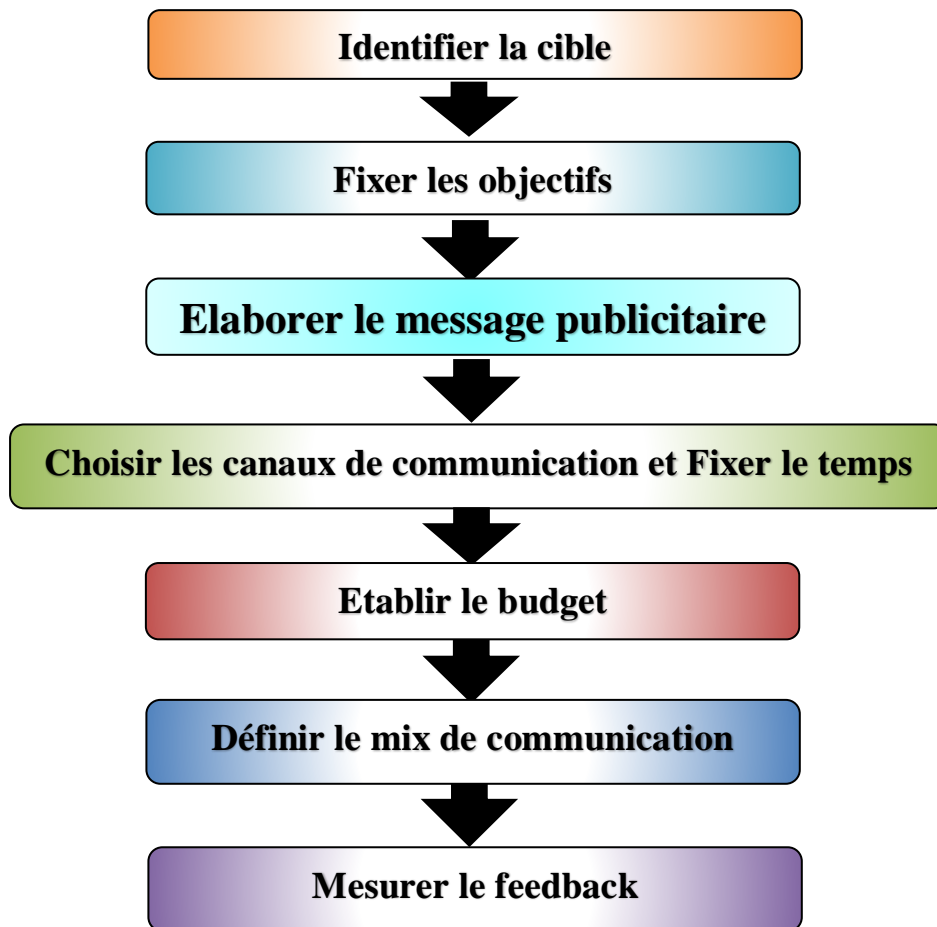 Identifier la cible
Fixer les objectifs
Elaborer le message publicitaire
Choisir les canaux de communication et Fixer le temps
Etablir le budget
Définir le mix de communication
Mesurer le feedback